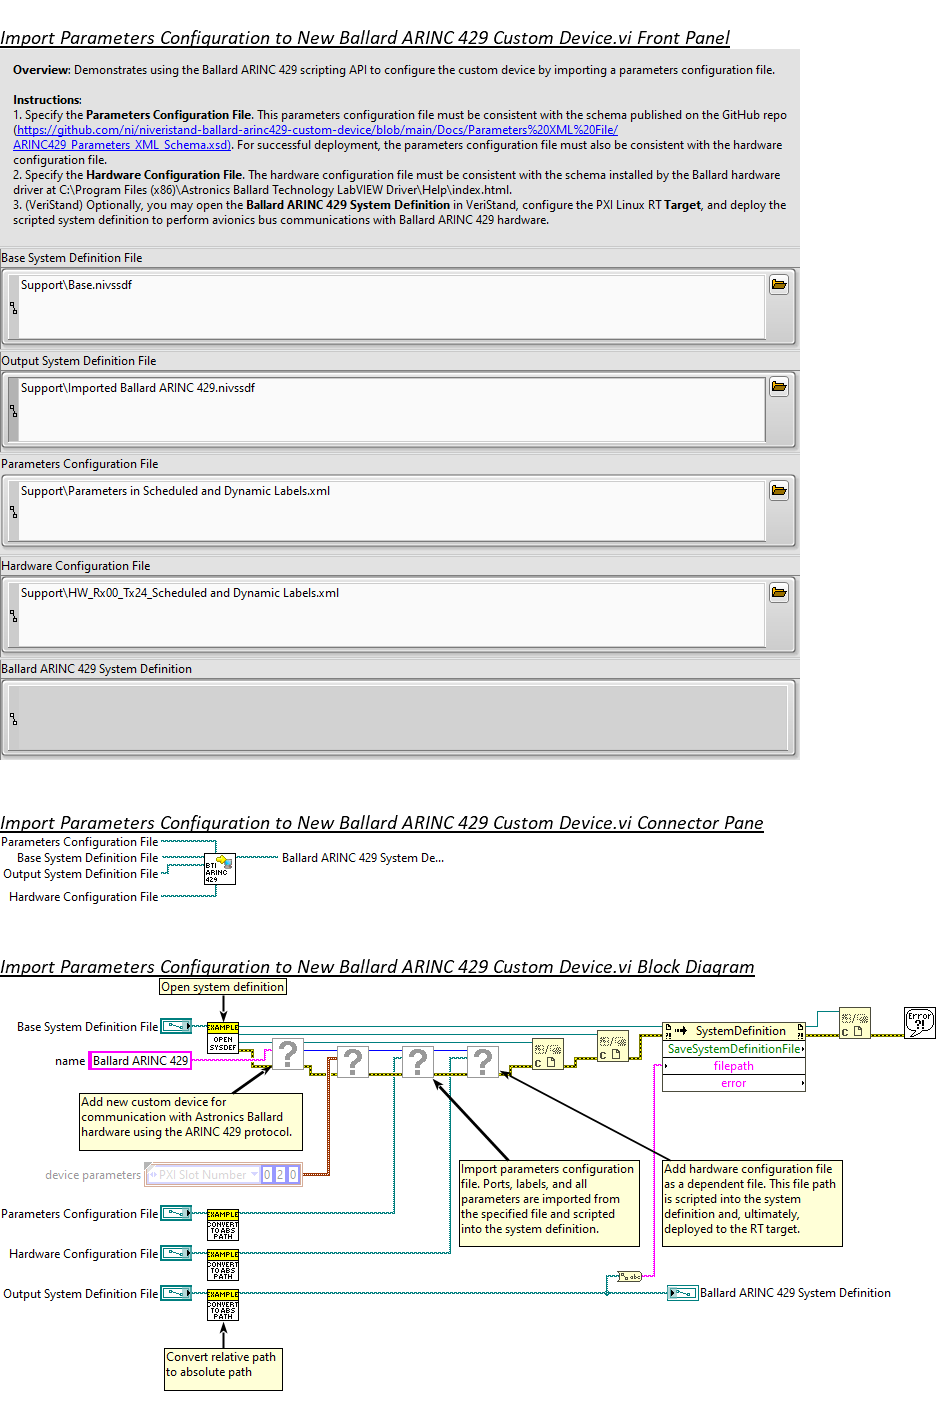 Import Parameters Configuration to New Ballard ARINC 429 Custom Device.vi Front Panel
Overview: Demonstrates using the Ballard ARINC 429 scripting API to configure the custom device by importing a parameters configuration file.
Instructions:
1. Specify the Parameters Configuration File. This parameters configuration file must be consistent with the schema published on the GitHub repo
(https://github.com/ni/niveristand-ballard-arinc429-custom-device/blob/main/Docs/Parameters%20XML%20File/
ARINC429_Parameters_XML_Schema.xsd). For successful deployment, the parameters configuration file must also be consistent with the hardware
configuration file.
2. Specify the Hardware Configuration File. The hardware configuration file must be consistent with the schema installed by the Ballard hardware
driver at C:\Program Files (x86)\Astronics Ballard Technology LabVIEW Driver\Help\index.html.
3. (VeriStand) Optionally, you may open the Ballard ARINC 429 System Definition in VeriStand, configure the PXI Linux RT Target, and deploy the
scripted system definition to perform avionics bus communications with Ballard ARINC 429 hardware.
Base System Definition File
Support\Base.nivssdf
Output System Definition File
Support\Imported Ballard ARINC 429.nivssdf
Parameters Configuration File
Support\Parameters in Scheduled and Dynamic Labels.xml
Hardware Configuration File
Support\HW_Rx00_Tx24_Scheduled and Dynamic Labels.xml
Ballard ARINC 429 System Definition
Import Parameters Configuration to New Ballard ARINC 429 Custom Device.vi Connector Pane
Parameters Configuration File
Base System Definition File
Output System Definition File
Hardware Configuration File
BTI
ARINC
429
Ballard ARINC 429 System De...
Import Parameters Configuration to New Ballard ARINC 429 Custom Device.vi Block Diagram
Open system definition
Base System Definition File
EXAMPLE
OPEN
SYSDEF
name
Ballard ARINC 429
?
?
?
?
C
C
SystemDefinition
SaveSystemDefinitionFile
filepath
error
C
Error
?!
Add new custom device for
communication with Astronics Ballard
hardware using the ARINC 429 protocol.
device parameters
PXI Slot Number
0 2 0
Import parameters configuration
file. Ports, labels, and all
parameters are imported from
the specified file and scripted
into the system definition.
Add hardware configuration file
as a dependent file. This file path
is scripted into the system
definition and, ultimately,
deployed to the RT target.
Parameters Configuration File
EXAMPLE
CONVERT
TO ABS
PATH
Hardware Configuration File
EXAMPLE
CONVERT
TO ABS
PATH
Output System Definition File
EXAMPLE
CONVERT
TO ABS
PATH
abc
Ballard ARINC 429 System Definition
Convert relative path
to absolute path